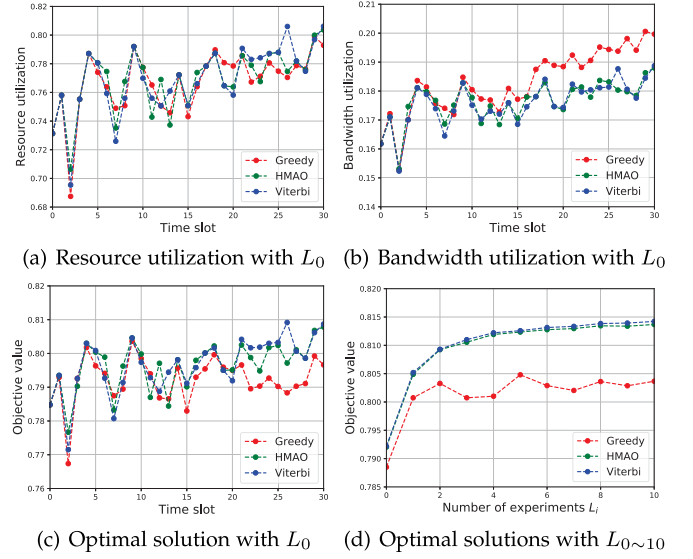 0.82
0.80
0.78
0.76
0.74
0.72
0.70
0.68
Resource utilization
0 5 10 15 20 25 30
Time slot
Greedy
HMAO
Viterbi
(a) Resource utilization with L0
0.21
0.20
0.19
0.18
0.17
0.16
0.15
0.14
Bandwidth utilization
0 5 10 15 20 25 30
Time slot
Greedy
HMAO
Viterbi
(b) Bandwidth utilization with L0
0.82
0.81
0.80
0.79
0.78
0.77
0.76
Objective value
0 5 10 15 20 25 30
Time slot
Greedy
HMAO
Viterbi
(c) Optimal solution with L0
0.820
0.815
0.810
0.805
0.800
0.795
0.790
0.785
Objective value
0 2 4 6 8 10
Number of experiments Li
Greedy
HMAO
Viterbi
(d) Optimal solutions with L0∼10